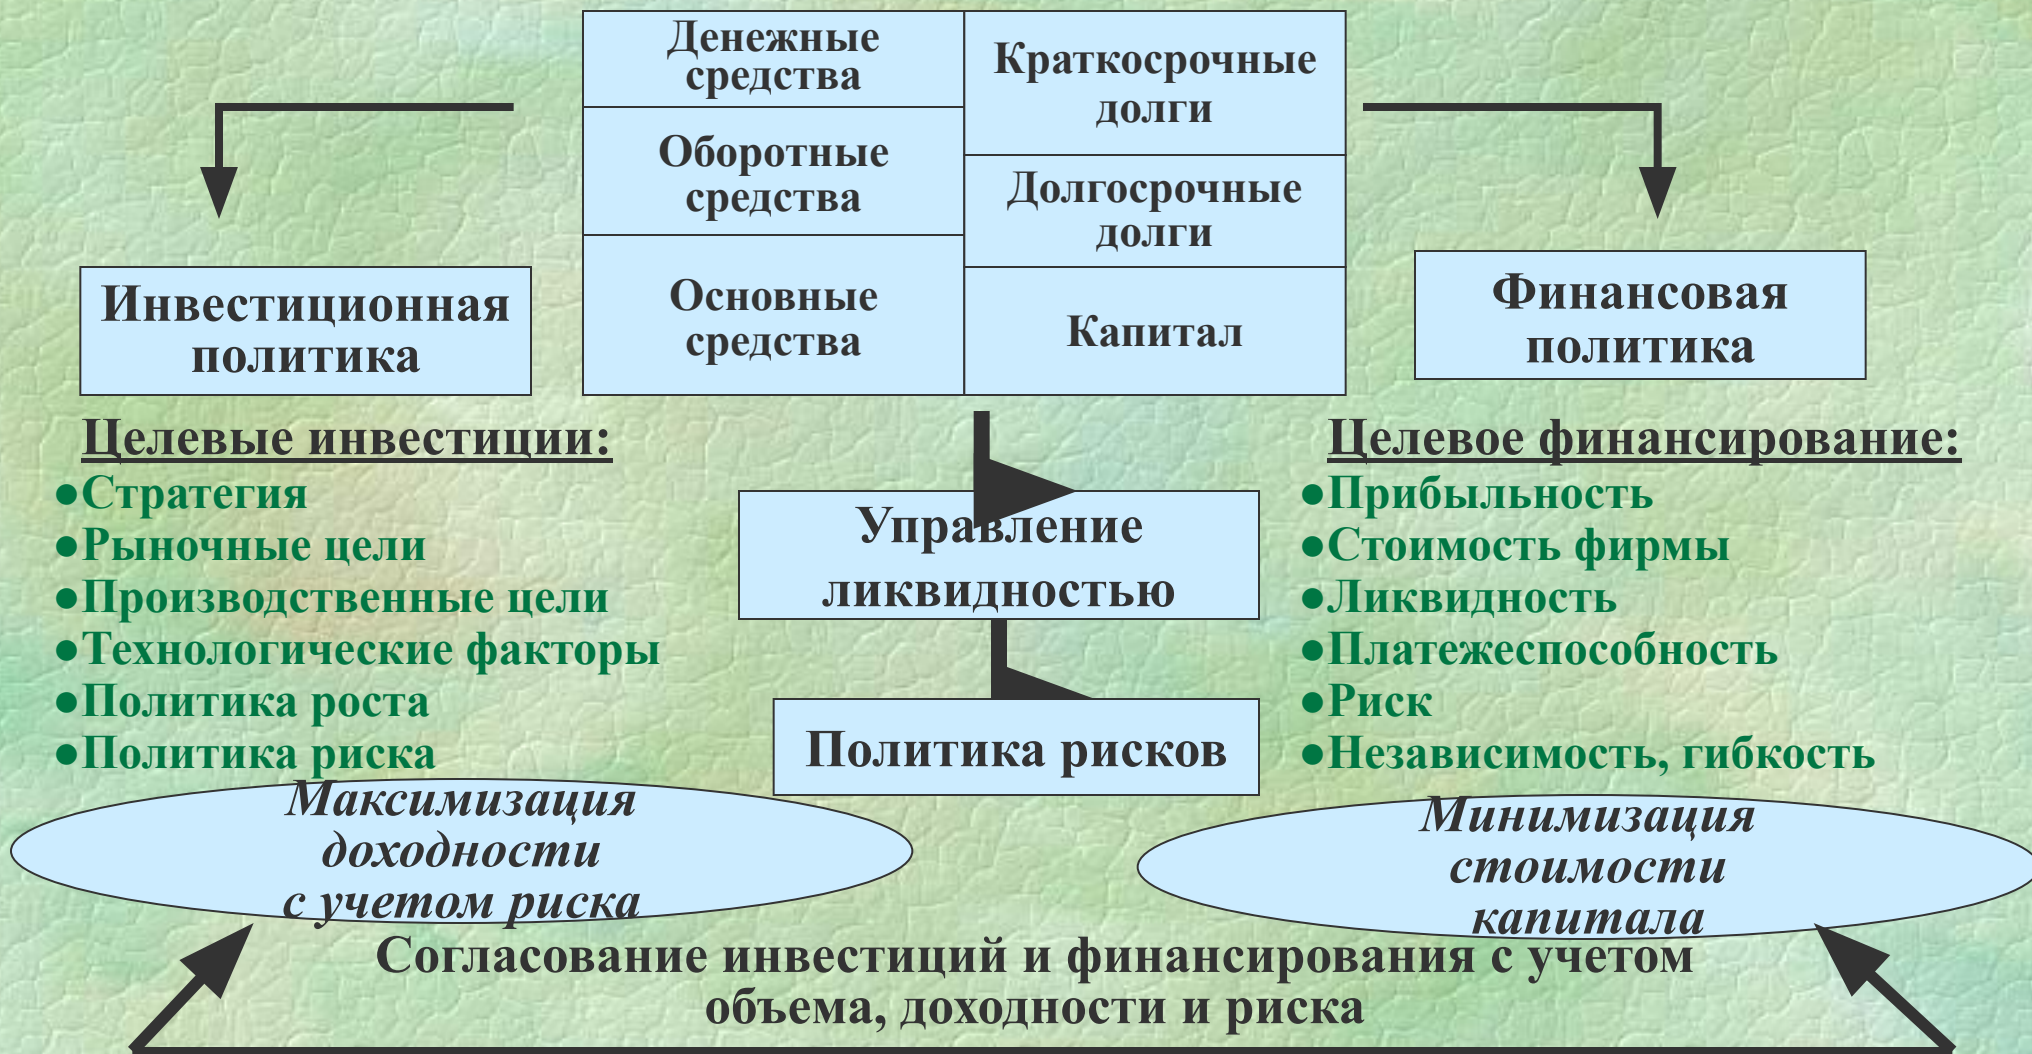 Денежные
средства
Краткосрочные
долги
Оборотные
средства
Долгосрочные
долги
Основные
средства
Капитал
Инвестиционная
политика
Финансовая
политика
Целевые инвестиции:
●Стратегия
●Рыночные цели
●Производственные цели
●Технологические факторы
●Политика роста
●Политика риска
Управление
ликвидностью
Политика рисков
Целевое финансирование:
●Прибыльность
●Стоимость фирмы
●Ликвидность
●Платежеспособность
●Риск
●Независимость, гибкость
Максимизация
доходности
с учетом риска
Минимизация
стоимости
капитала
Согласование инвестиций и финансирования с учетом
объема, доходности и риска